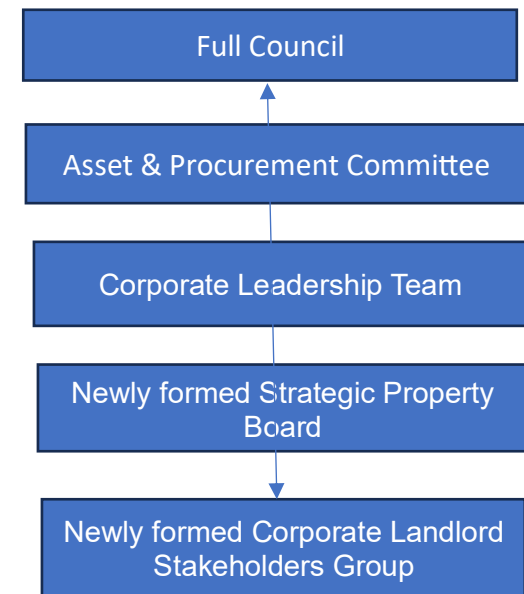 Full Council
Asset & Procurement Committee
Corporate Leadership Team
Newly formed Strategic Property
Board
Newly formed Corporate Landlord
Stakeholders Group